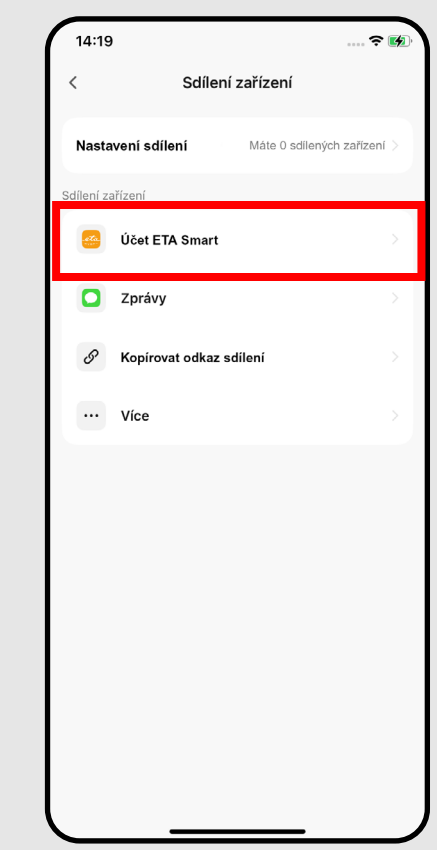 14:19
Sdílení zařízení
Nastavení sdílení Máte 0 sdílených zařízení
Sdílení zařízení
eta
Účet ETA Smart
Zprávy
Kopírovat odkaz sdílení
Více